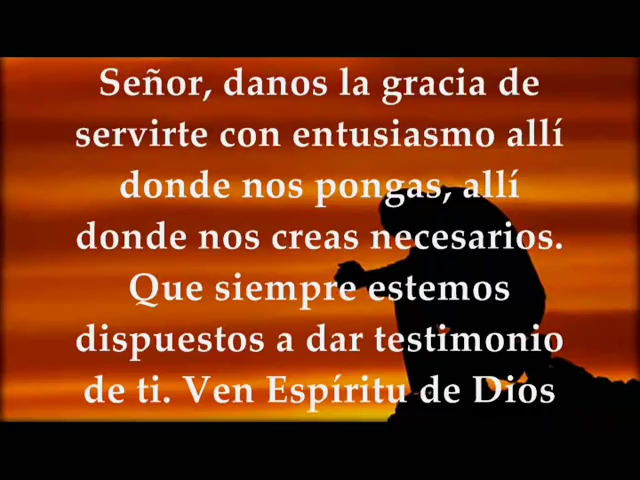 Señor, danos la gracia de
servirte con entusiasmo allí
donde nos pongas, allí
donde nos creas necesarios.
Que siempre estemos
dispuestos a dar testimonio
de ti. Ven Espíritu de Dios